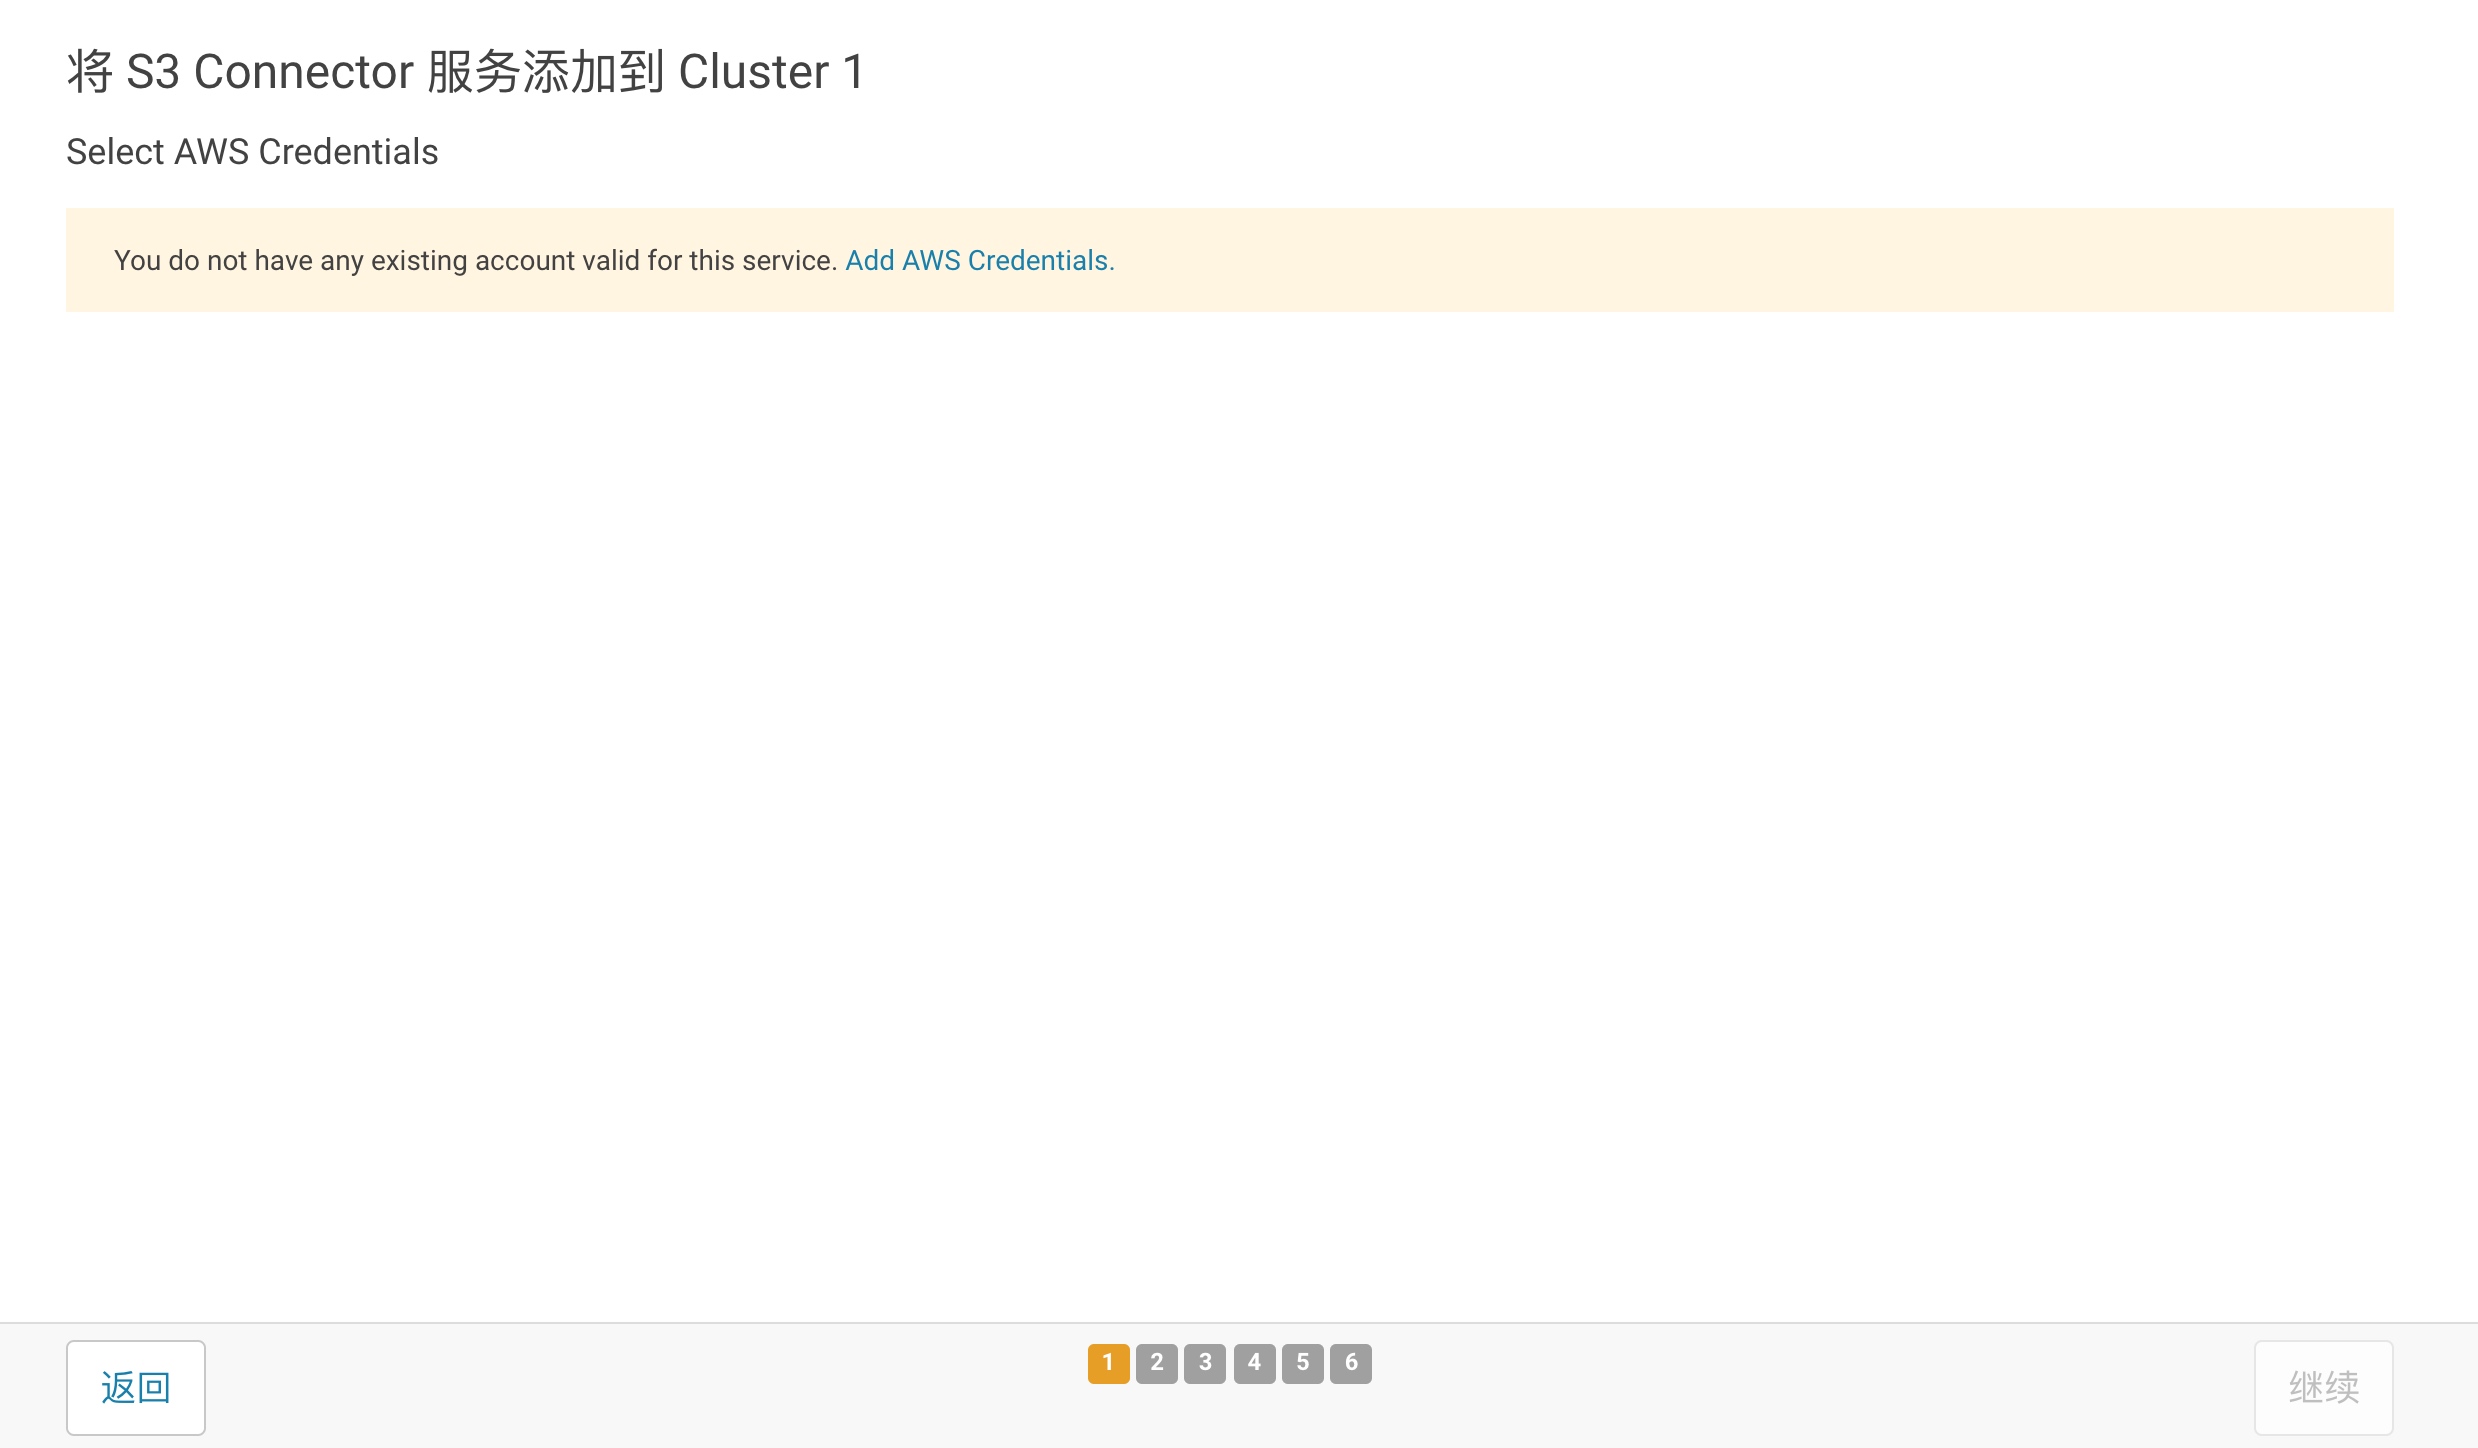 将 S3 Connector 服务添加到 Cluster 1
Select AWS Credentials
You do not have any existing account valid for this service. Add AWS Credentials.
返回
1 2 3 4 5 6
继续